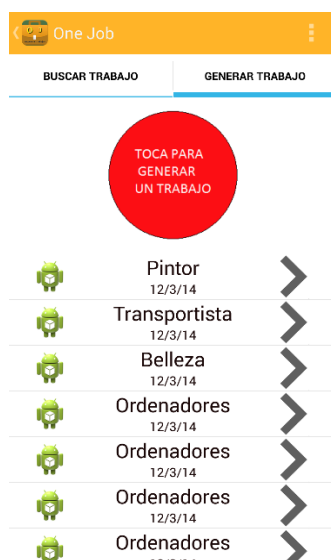 One Job
BUSCAR TRABAJO
GENERAR TRABAJO
TOCA PARA
GENERAR
UN TRABAJO
Pintor
12/3/14
Transportista
12/3/14
Belleza
12/3/14
Ordenadores
12/3/14
Ordenadores
12/3/14
Ordenadores
12/3/14
Ordenadores